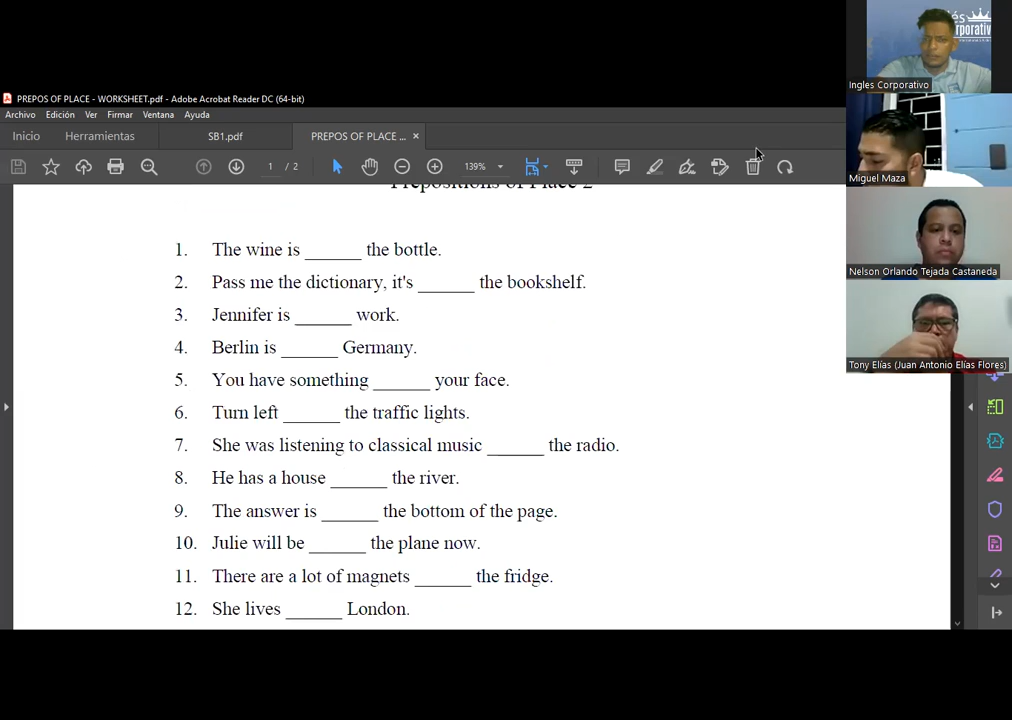 PREPOS OF PLACE - WORKSHEET.pdf - Adobe Acrobat Reader DC (64-bit)
Archivo Edición Ver Firmar Ventana Ayuda
Inicio Herramientas SB1.pdf PREPOS OF PLACE ... ×
1 / 2 139%
Prepositions of Place 2
1. The wine is ______ the bottle.
2. Pass me the dictionary, it's ______ the bookshelf.
3. Jennifer is ______ work.
4. Berlin is ______ Germany.
5. You have something ______ your face.
6. Turn left ______ the traffic lights.
7. She was listening to classical music ______ the radio.
8. He has a house ______ the river.
9. The answer is ______ the bottom of the page.
10. Julie will be ______ the plane now.
11. There are a lot of magnets ______ the fridge.
12. She lives ______ London.
Ingles Corporativo
Miguel Maza
Nelson Orlando Tejada Castaneda
Tony Elías (Juan Antonio Elías Flores)